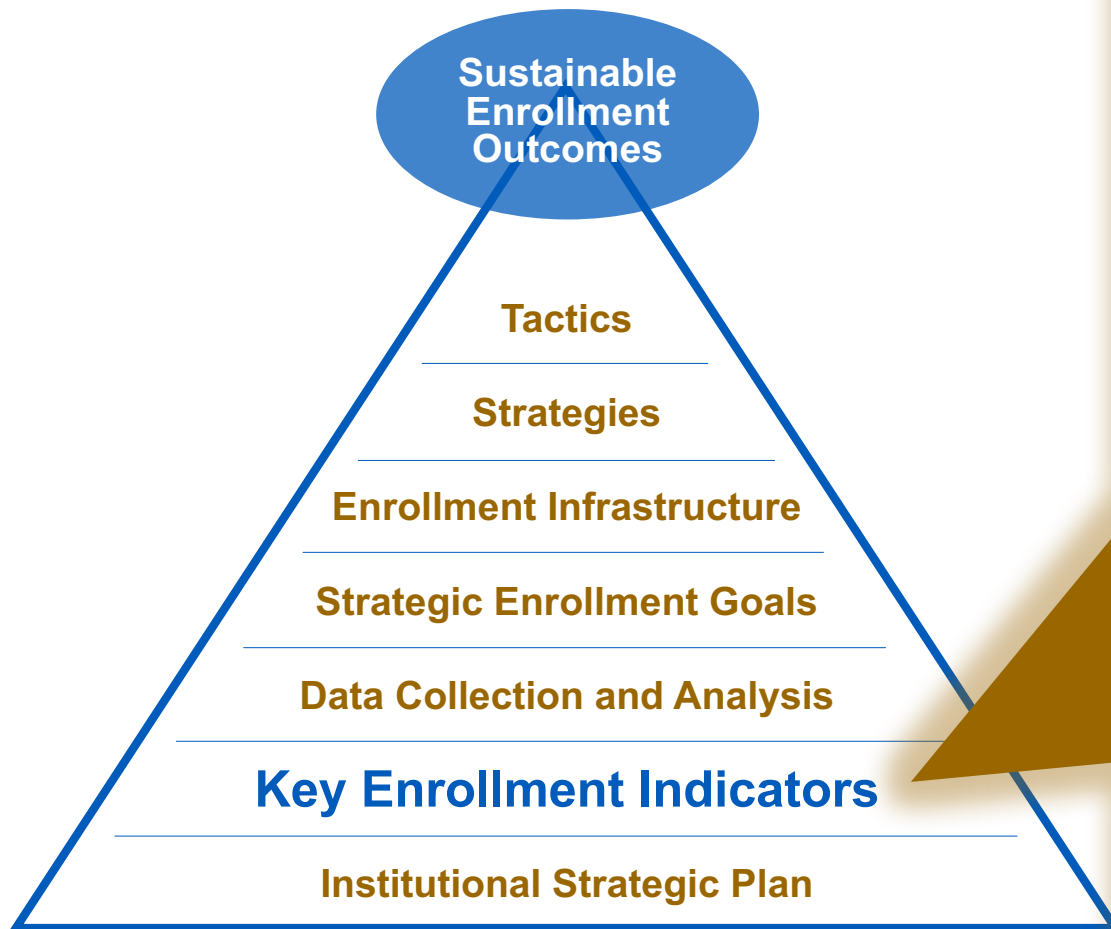 Sustainable
Enrollment
Outcomes
Tactics
Strategies
Enrollment Infrastructure
Strategic Enrollment Goals
Data Collection and Analysis
Key Enrollment Indicators
Institutional Strategic Plan